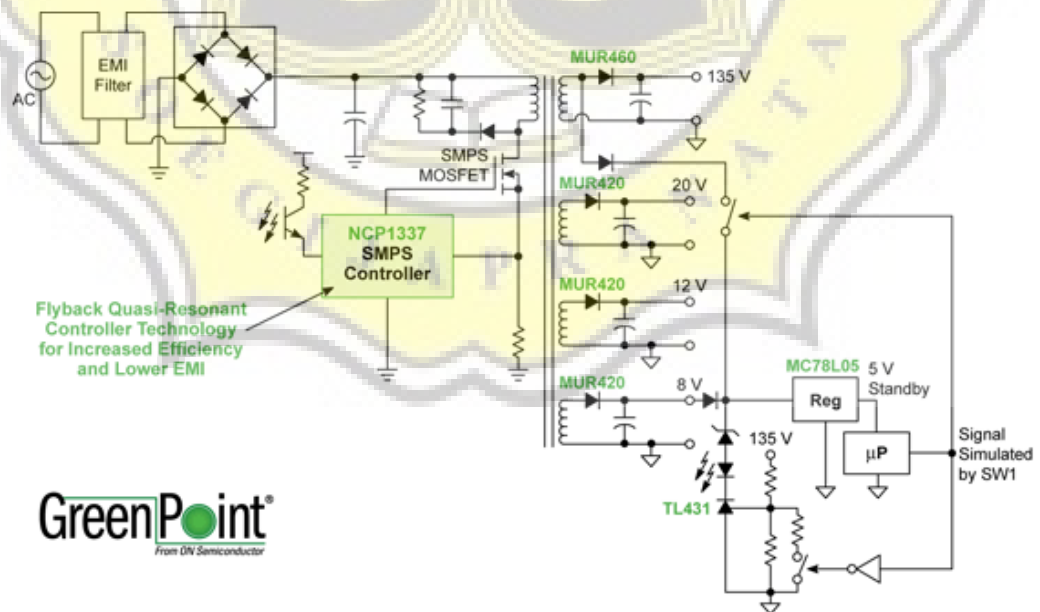 MUR460
135 V
EMI
Filter
AC
SMPS
MOSFET
MUR420
20 V
NCP1337
SMPS
Controller
Flyback Quasi-Resonant
Controller Technology
for Increased Efficiency
and Lower EMI
MUR420
12 V
MUR420
8 V
MC78L05
5 V
Standby
Reg
135 V
µP
Signal
Simulated
by SW1
TL431
GreenPoint®
From ON Semiconductor